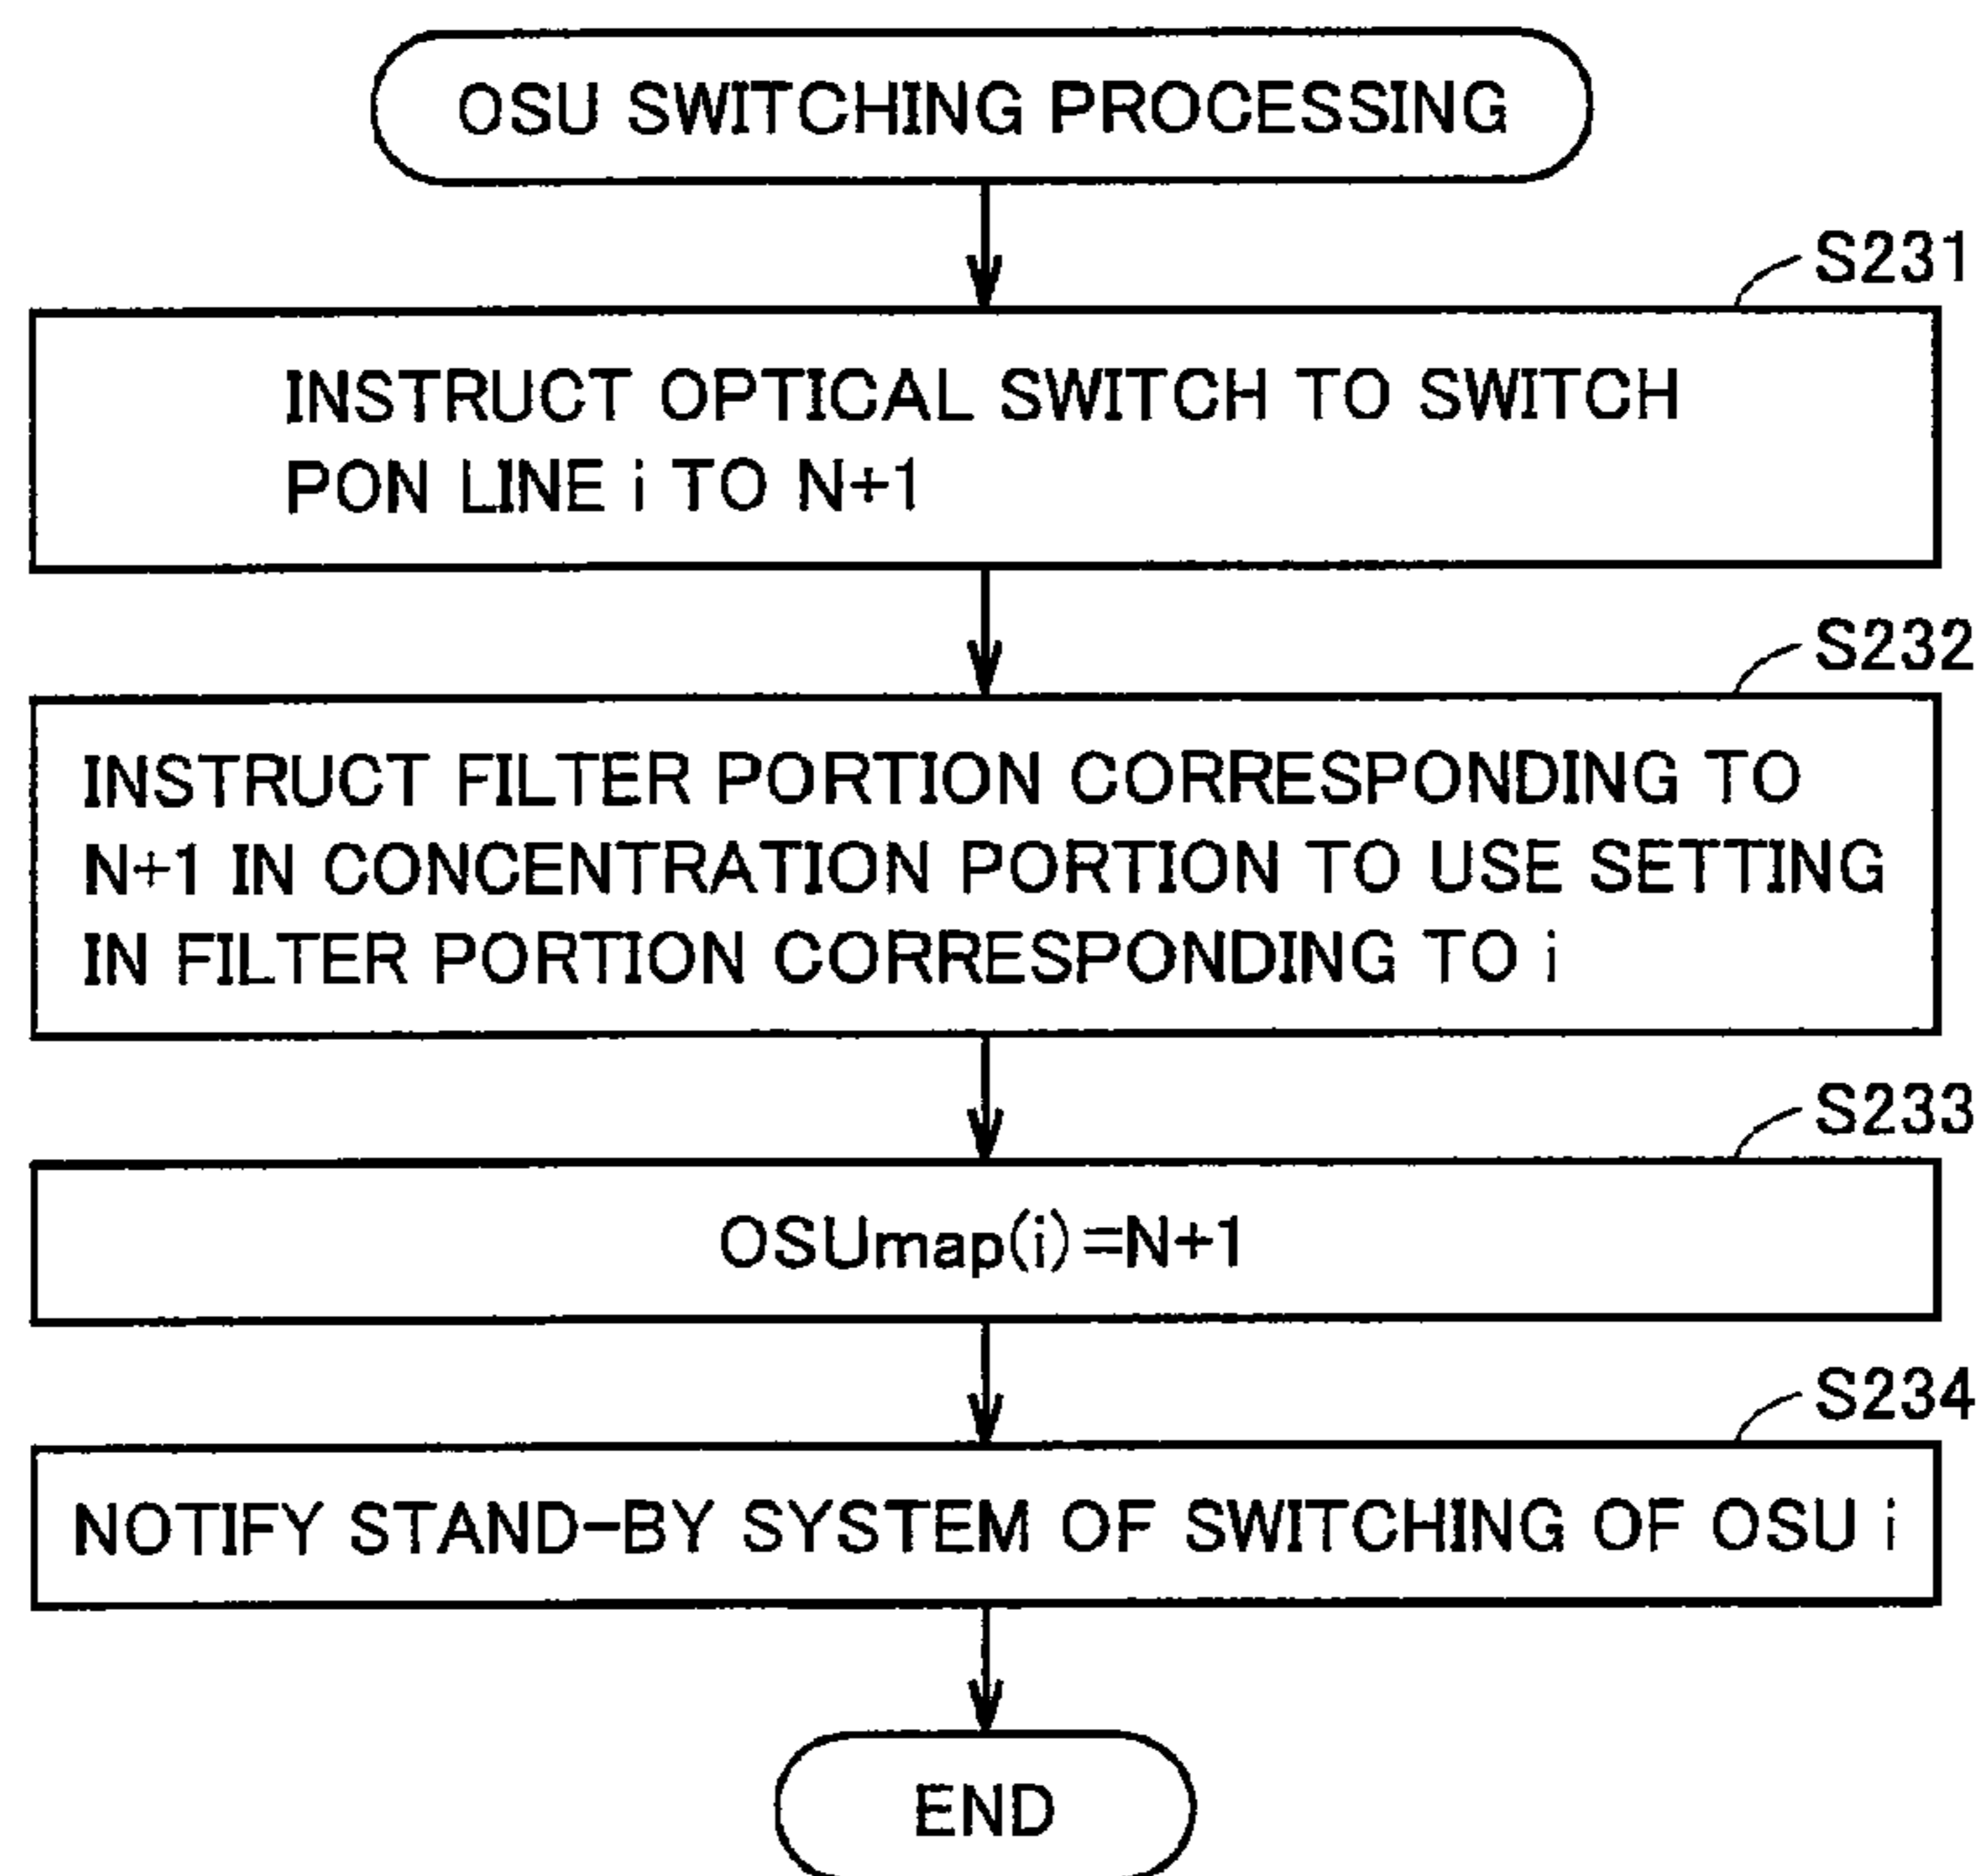 OSU SWITCHING PROCESSING
S231
INSTRUCT OPTICAL SWITCH TO SWITCH
PON LINE i TO N+1
S232
INSTRUCT FILTER PORTION CORRESPONDING TO
N+1 IN CONCENTRATION PORTION TO USE SETTING
IN FILTER PORTION CORRESPONDING TO i
S233
OSUmap(i)=N+1
S234
NOTIFY STAND-BY SYSTEM OF SWITCHING OF OSU i
END